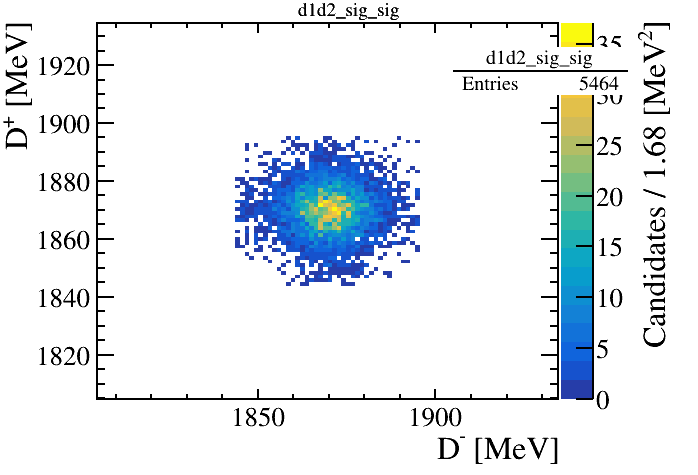 d1d2_sig_sig
D⁺ [MeV]
1920
1900
1880
1860
1840
1820
1850
1900
D⁻ [MeV]
d1d2_sig_sig
Entries 5464
35
30
25
20
15
10
5
0
Candidates / 1.68 [MeV²]